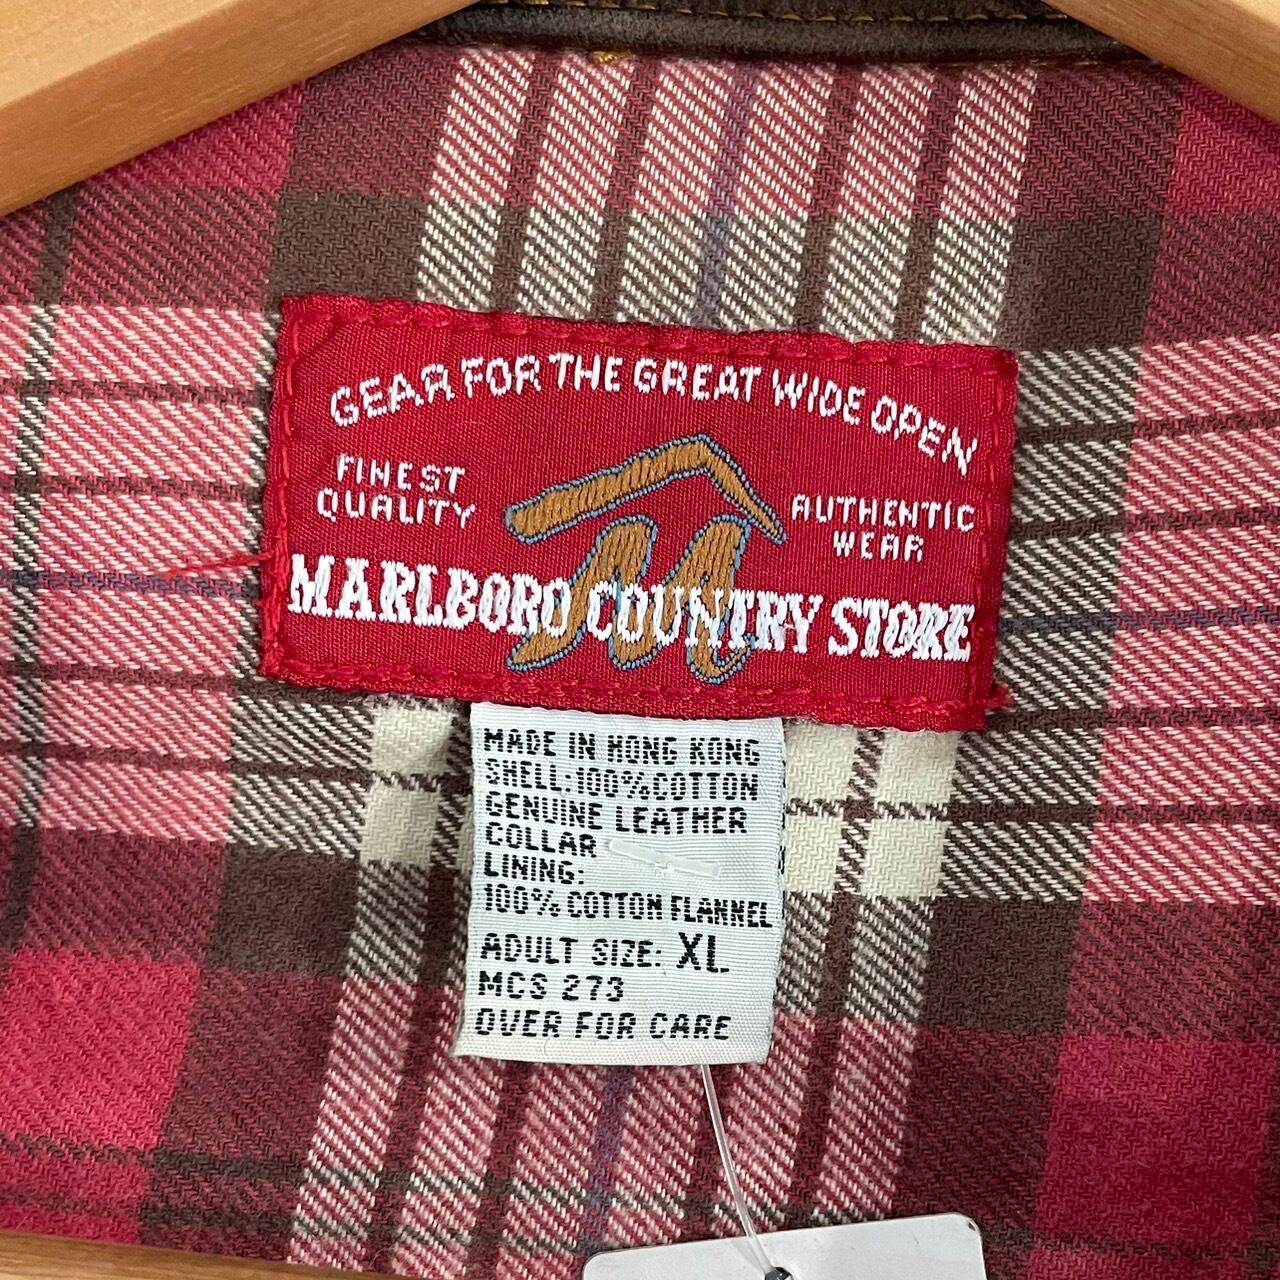 GEAR FOR THE GREAT WIDE OPEN
FINEST
QUALITY
AUTHENTIC
WEAR
M
MARLBORO COUNTRY STORE
MADE IN HONG KONG
SHELL:100%COTTON
GENUINE LEATHER
COLLAR
LINING:
100% COTTON FLANNEL
ADULT SIZE: XL
MCS 273
OVER FOR CARE